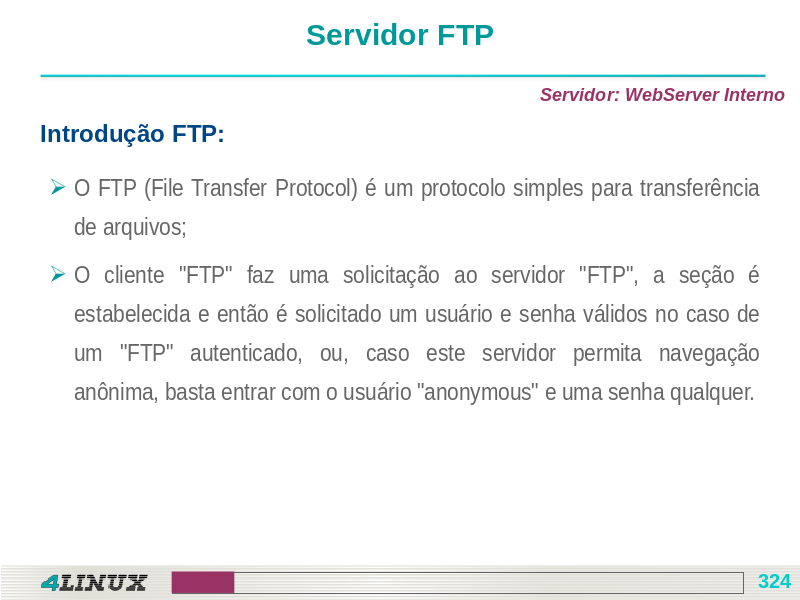 Servidor FTP
Servidor: WebServer Interno
Introdução FTP:
O FTP (File Transfer Protocol) é um protocolo simples para transferência
de arquivos;
O cliente "FTP" faz uma solicitação ao servidor "FTP", a seção é
estabelecida e então é solicitado um usuário e senha válidos no caso de
um "FTP" autenticado, ou, caso este servidor permita navegação
anônima, basta entrar com o usuário "anonymous" e uma senha qualquer.
4LINUX
324